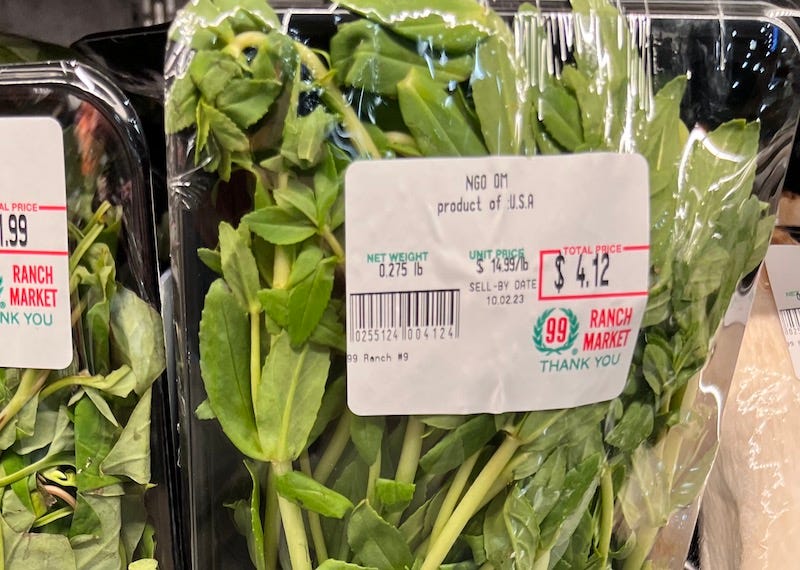 NGO OM
product of :U.S.A
NET WEIGHT
0.275 lb
UNIT PRICE
$ 14.99/lb
TOTAL PRICE
$ 4.12
SELL-BY DATE
10.02.23
0255124 004124
99 Ranch #9
99 RANCH
MARKET
THANK YOU
AL PRICE
1.99
RANCH
MARKET
NK YOU